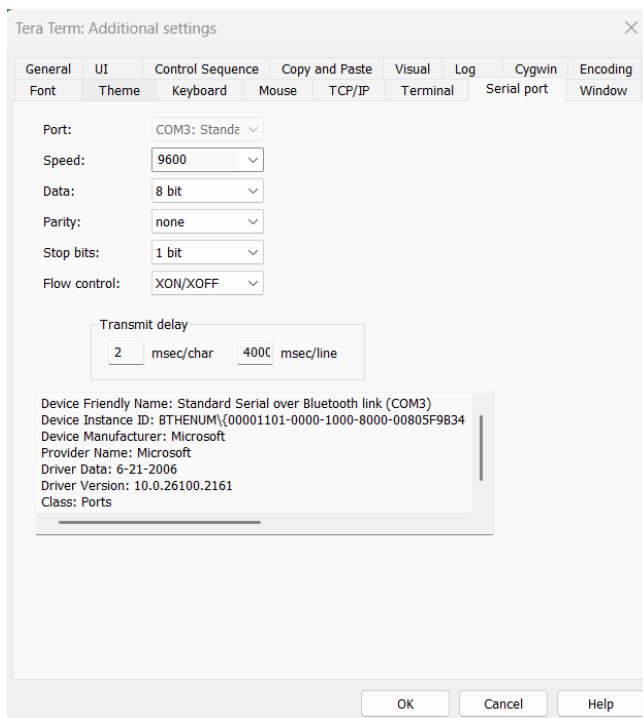 Tera Term: Additional settings
General UI Control Sequence Copy and Paste Visual Log Cygwin Encoding
Font Theme Keyboard Mouse TCP/IP Terminal Serial port Window
Port: COM3: Standa
Speed: 9600
Data: 8 bit
Parity: none
Stop bits: 1 bit
Flow control: XON/XOFF
Transmit delay
2 msec/char 4000 msec/line
Device Friendly Name: Standard Serial over Bluetooth link (COM3)
Device Instance ID: BTHENUM\{00001101-0000-1000-8000-00805F9B34
Device Manufacturer: Microsoft
Provider Name: Microsoft
Driver Data: 6-21-2006
Driver Version: 10.0.26100.2161
Class: Ports
OK Cancel Help